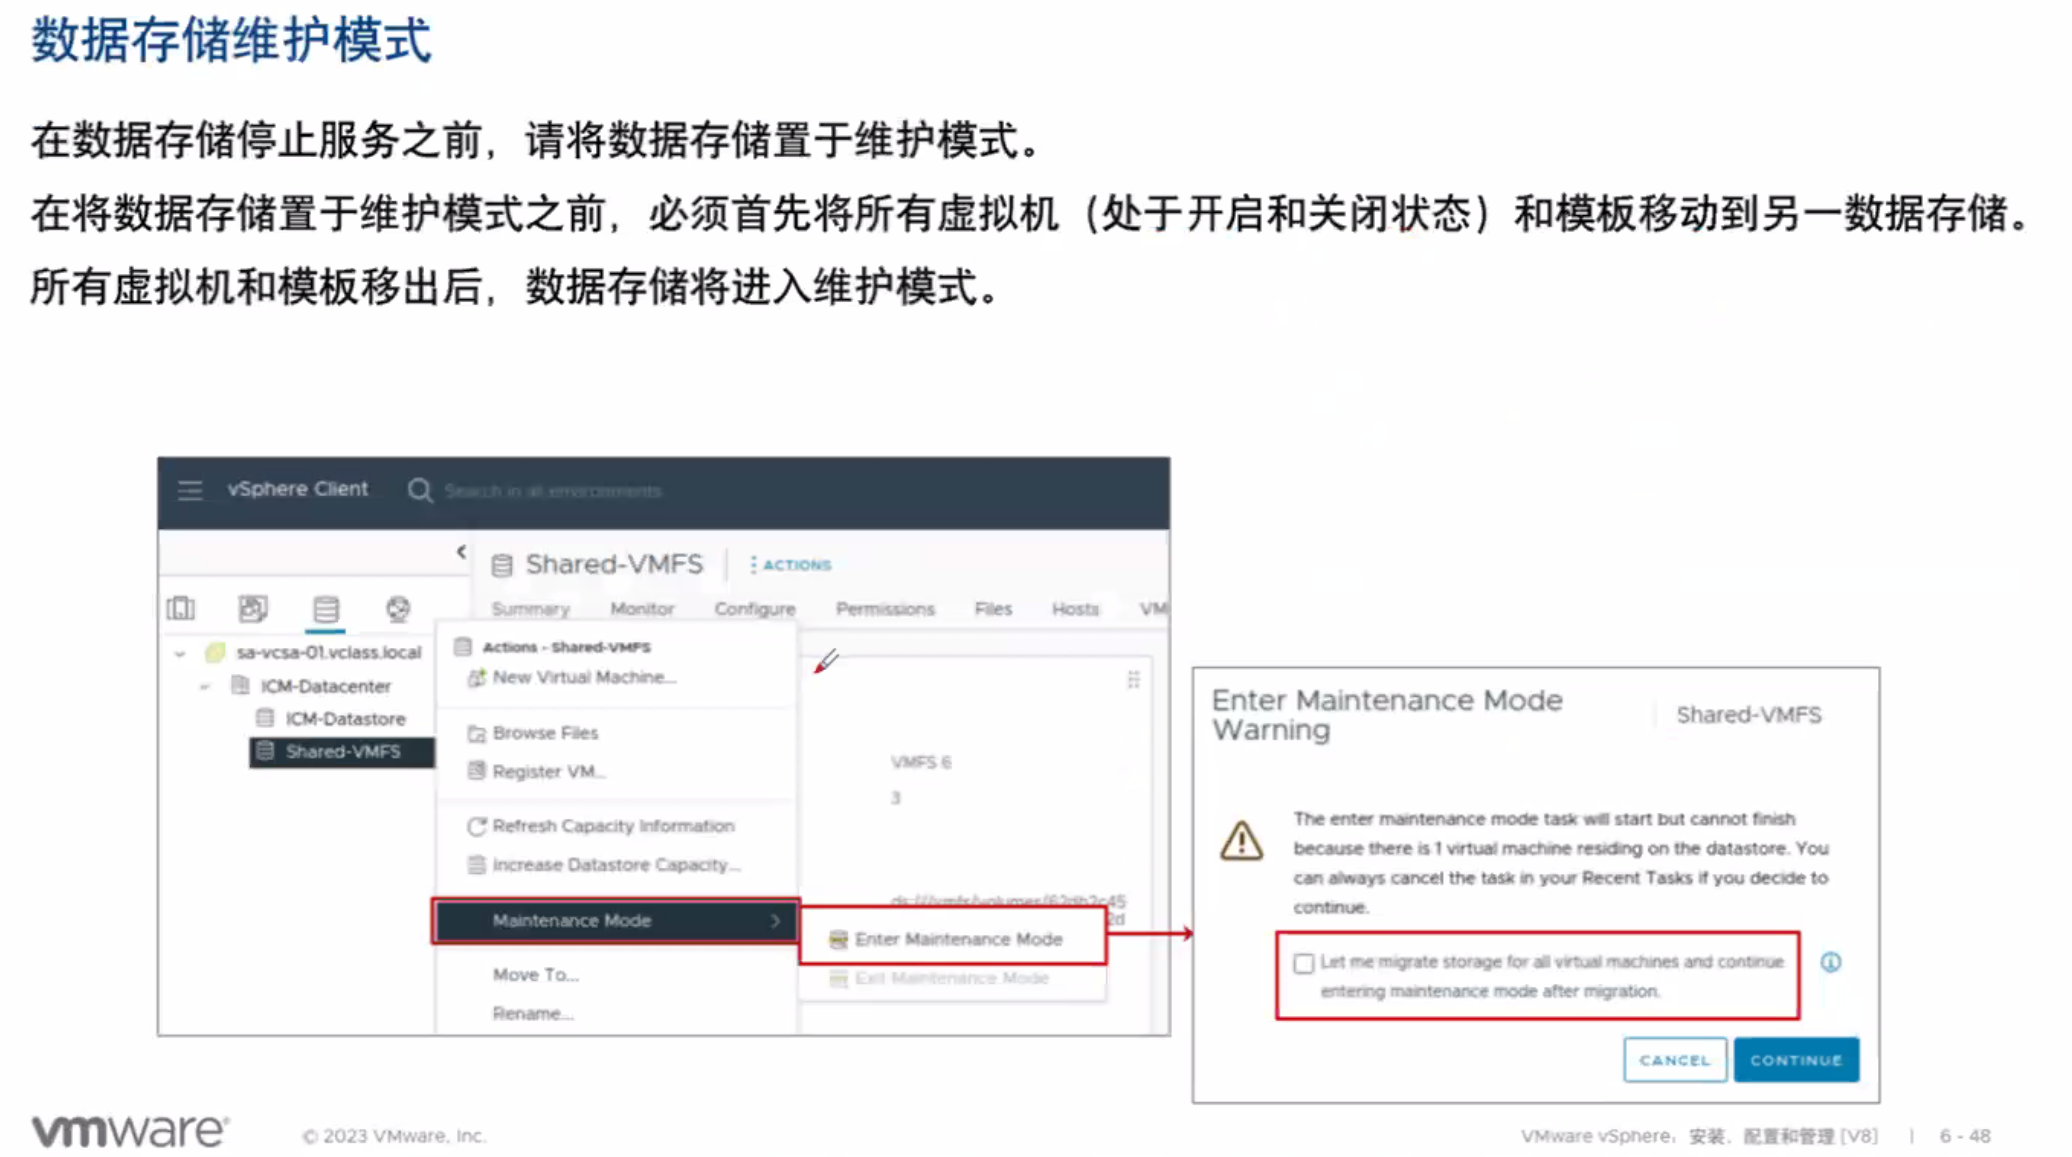 数据存储维护模式
在数据存储停止服务之前，请将数据存储置于维护模式。
在将数据存储置于维护模式之前，必须首先将所有虚拟机（处于开启和关闭状态）和模板移动到另一数据存储。
所有虚拟机和模板移出后，数据存储将进入维护模式。
vSphere Client
Search in all environments
Shared-VMFS
ACTIONS
Summary Monitor Configure Permissions Files Hosts VM
sa-vcsa-01.vclass.local
ICM-Datacenter
ICM-Datastore
Shared-VMFS
Actions - Shared-VMFS
New Virtual Machine...
Browse Files
Register VM...
Refresh Capacity Information
Increase Datastore Capacity...
Maintenance Mode
Move To...
Rename...
VMFS 6
3
ds:///vmfs/volumes/62db2c45
2d
Enter Maintenance Mode
Exit Maintenance Mode
Enter Maintenance Mode
Warning
Shared-VMFS
The enter maintenance mode task will start but cannot finish
because there is 1 virtual machine residing on the datastore. You
can always cancel the task in your Recent Tasks if you decide to
continue.
Let me migrate storage for all virtual machines and continue
entering maintenance mode after migration.
CANCEL
CONTINUE
vmware®
© 2023 VMware, Inc.
VMware vSphere：安装、配置和管理 [V8] | 6 - 48